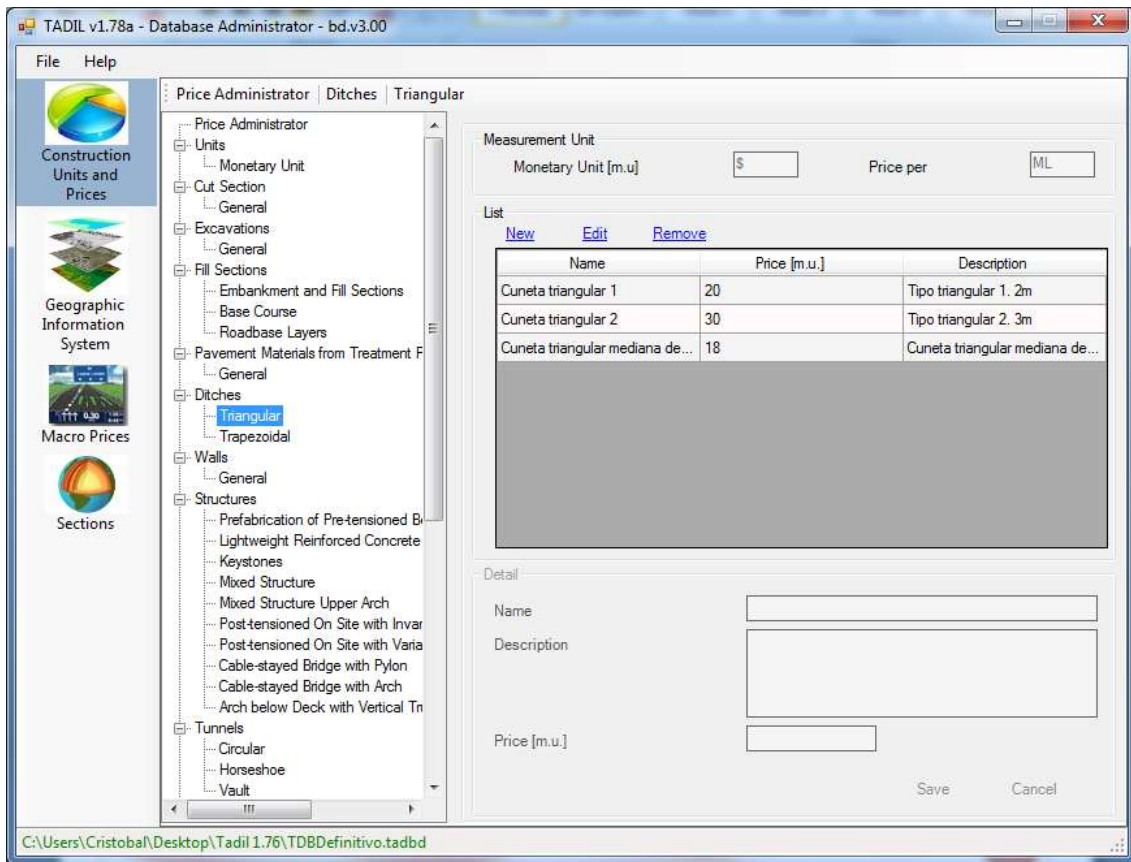 TADIL v1.78a - Database Administrator - bd.v3.00
File Help
Construction
Units and
Prices
Geographic
Information
System
Macro Prices
Sections
Price Administrator Ditches Triangular
Price Administrator
Units
Monetary Unit
Cut Section
General
Excavations
General
Fill Sections
Embankment and Fill Sections
Base Course
Roadbase Layers
Pavement Materials from Treatment
General
Ditches
Triangular
Trapezoidal
Walls
General
Structures
Prefabrication of Pre-tensioned
Lightweight Reinforced Concrete
Keystones
Mixed Structure
Mixed Structure Upper Arch
Post-tensioned On Site with
Post-tensioned On Site with
Cable-stayed Bridge with Pylon
Cable-stayed Bridge with Arch
Arch below Deck with Vertical
Tunnels
Circular
Horseshoe
Vault
Measurement Unit
Monetary Unit [m.u] $ Price per ML
List
New Edit Remove
Name Price [m.u.] Description
Cuneta triangular 1 20 Tipo triangular 1. 2m
Cuneta triangular 2 30 Tipo triangular 2. 3m
Cuneta triangular mediana de... 18 Cuneta triangular mediana de...
Detail
Name
Description
Price [m.u.]
Save Cancel
C:\Users\Cristobal\Desktop\Tadil 1.76\TDBDefinitivo.tadbd